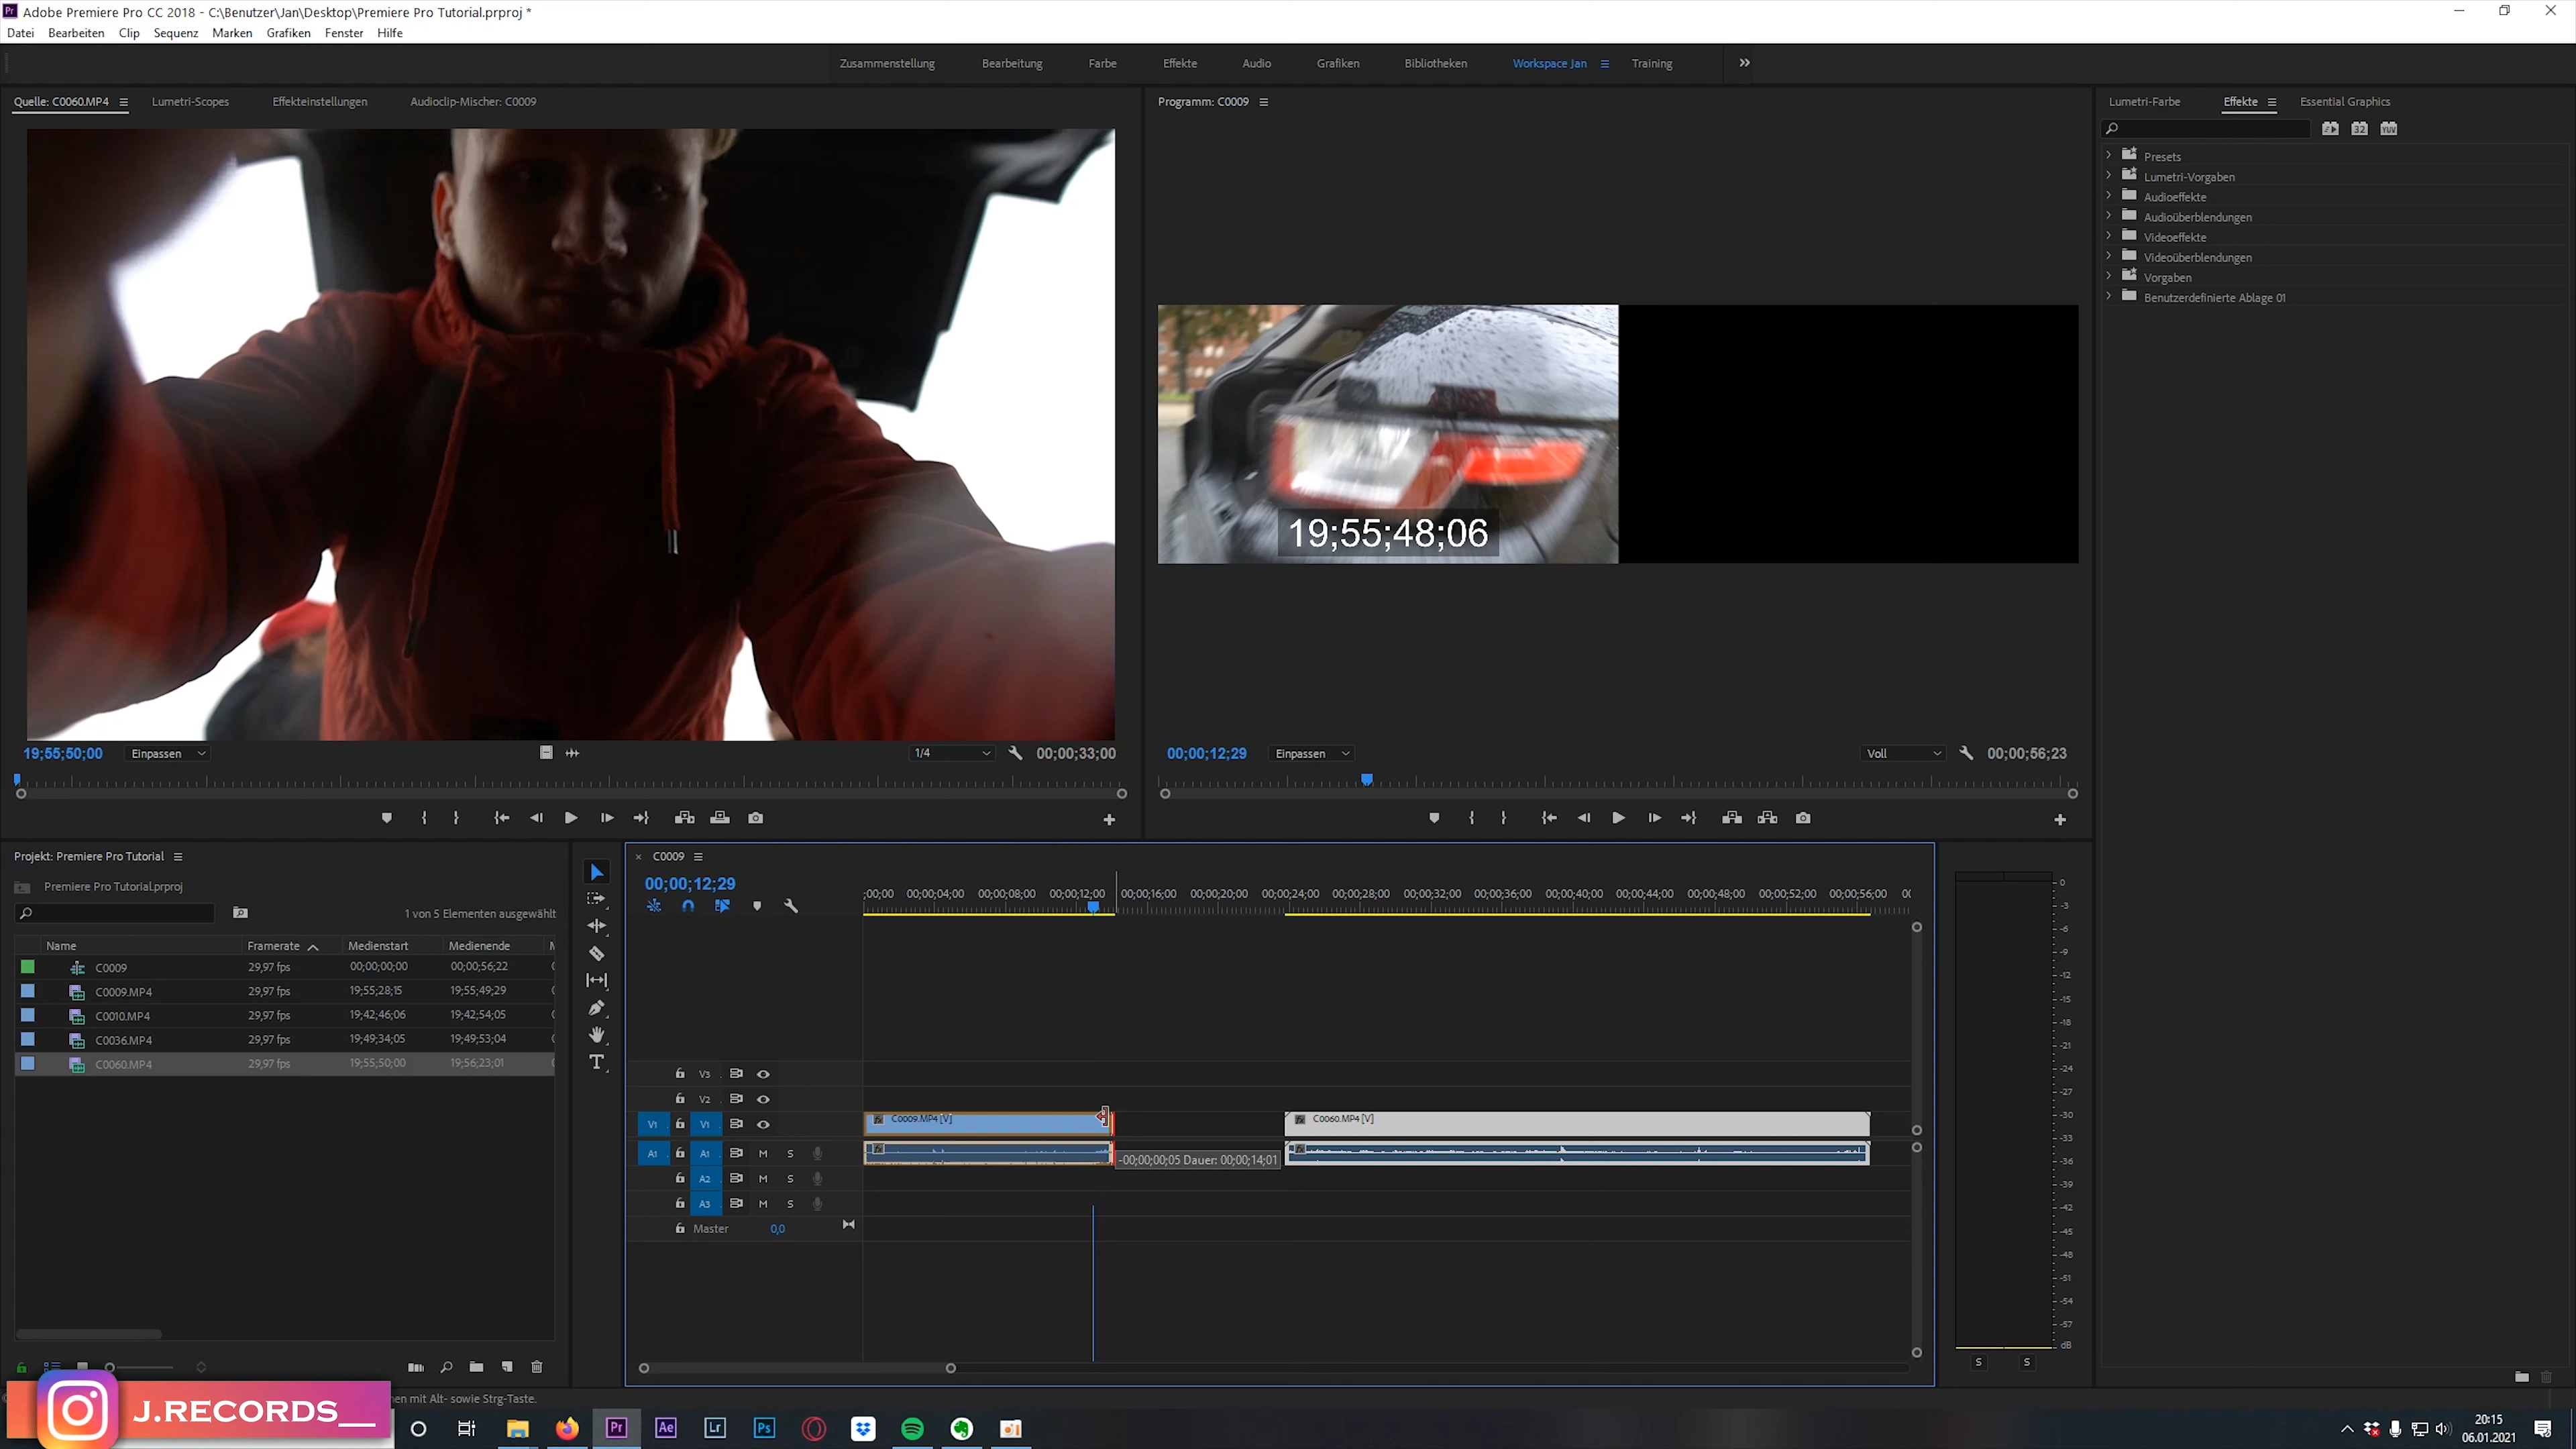 Adobe Premiere Pro CC 2018 - C:\Benutzer\Jan\Desktop\Premiere Pro Tutorial.prproj *
Datei Bearbeiten Clip Sequenz Marken Grafiken Fenster Hilfe
Zusammenstellung Bearbeitung Farbe Effekte Audio Grafiken Bibliotheken Workspace Jan Training
Quelle: C0060.MP4 Lumetri-Scopes Effekteinstellungen Audioclip-Mischer: C0009
Programm: C0009
Lumetri-Farbe Effekte Essential Graphics
32 YUV
Presets
Lumetri-Vorgaben
Audioeffekte
Audioüberblendungen
Videoeffekte
Videoüberblendungen
Vorgaben
Benutzerdefinierte Ablage 01
19;55;48;06
19;55;50;00 Einpassen 1/4 00;00;33;00
00;00;12;29 Einpassen Voll 00;00;56;23
Projekt: Premiere Pro Tutorial
Premiere Pro Tutorial.prproj
1 von 5 Elementen ausgewählt
Name Framerate Medienstart Medienende
C0009 29,97 fps 00;00;00;00 00;00;56;22
C0009.MP4 29,97 fps 19;55;28;15 19;55;49;29
C0010.MP4 29,97 fps 19;42;46;06 19;42;54;05
C0036.MP4 29,97 fps 19;49;34;05 19;49;53;04
C0060.MP4 29,97 fps 19;55;50;00 19;56;23;01
C0009
00;00;12;29
;00;00 00;00;04;00 00;00;08;00 00;00;12;00 00;00;16;00 00;00;20;00 00;00;24;00 00;00;28;00 00;00;32;00 00;00;36;00 00;00;40;00 00;00;44;00 00;00;48;00 00;00;52;00 00;00;56;00 00
V3
V2
V1 V1 C0009.MP4 [V] C0060.MP4 [V]
A1 A1 M S
-00;00;00;05 Dauer: 00;00;14;01
A2 M S
A3 M S
Master 0,0
0
-3
-6
-9
-12
-15
-18
-21
-24
-27
-30
-33
-36
-39
-42
-45
-48
-51
-54
-57
dB
S S
en mit Alt- sowie Strg-Taste.
J.RECORDS__
Pr Ae Lr Ps
20:15
06.01.2021